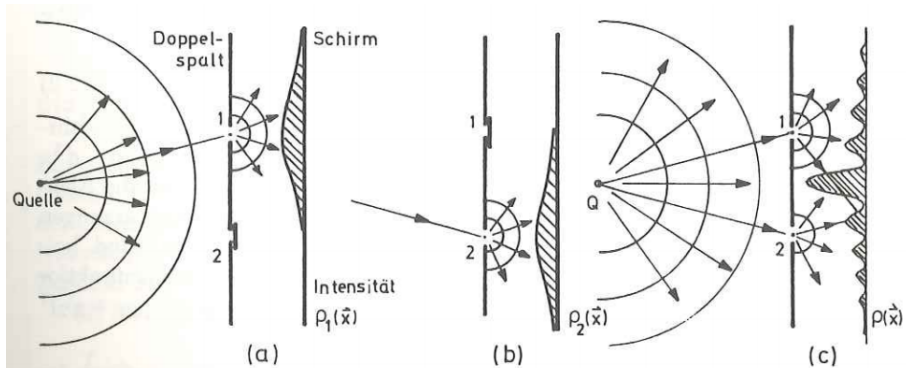 Doppel-
spalt
Schirm
1
Quelle
2
Intensität
ρ₁(x⃗)
(a)
1
2
ρ₂(x⃗)
(b)
Q
1
2
ρ(x⃗)
(c)